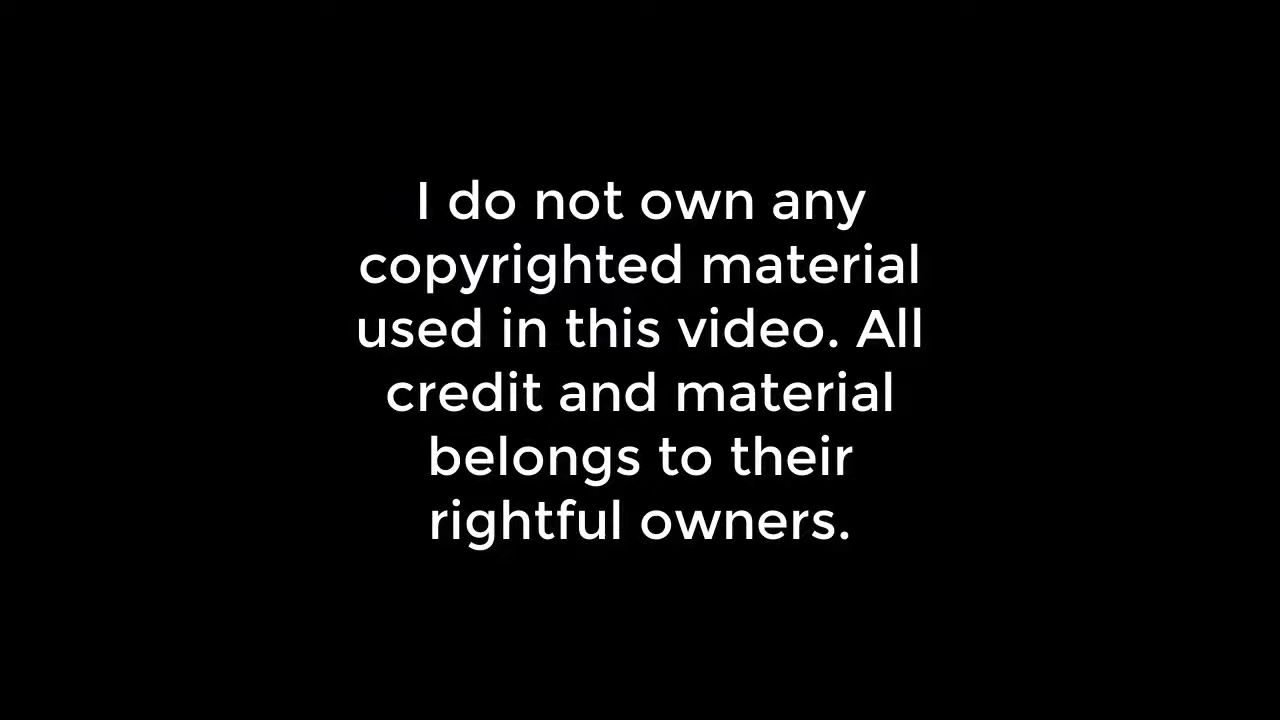 I do not own any
copyrighted material
used in this video. All
credit and material
belongs to their
rightful owners.